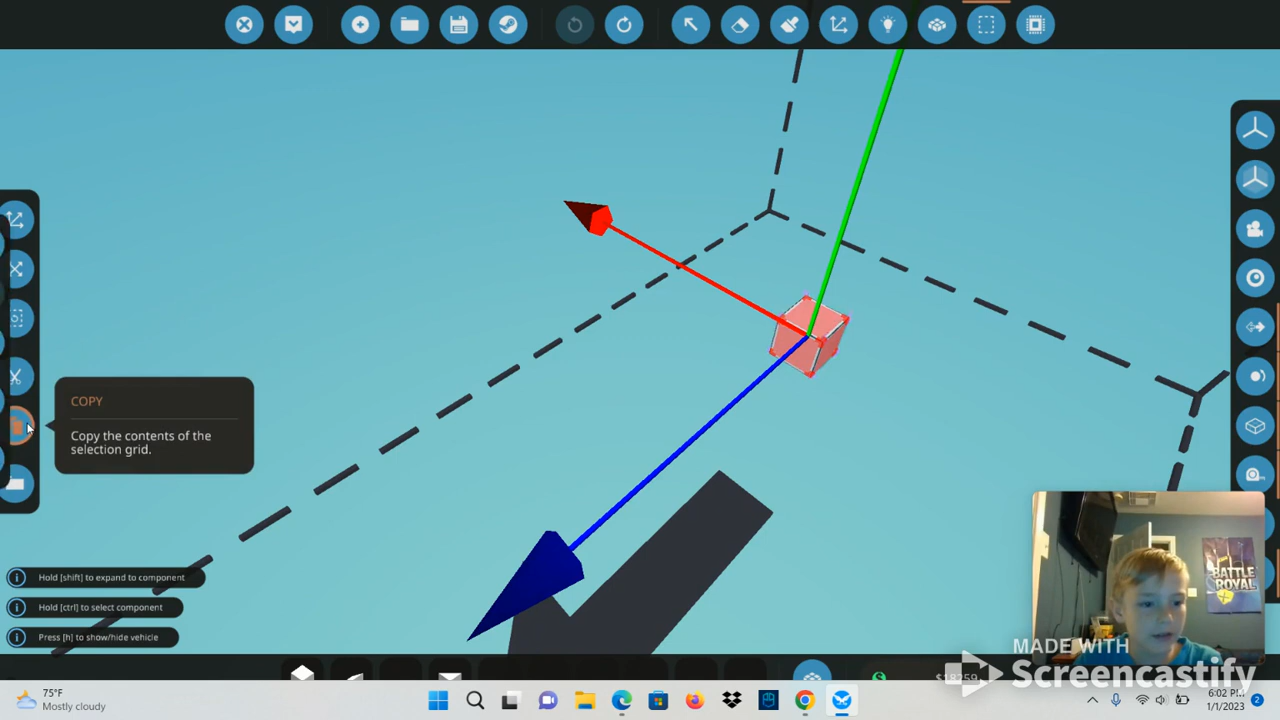 COPY
Copy the contents of the
selection grid.
Hold [shift] to expand to component
Hold [ctrl] to select component
Press [h] to show/hide vehicle
BATTLE
ROYAL
MADE WITH
Screencastify
75°F
Mostly cloudy
6:02 PM
1/1/2023
2